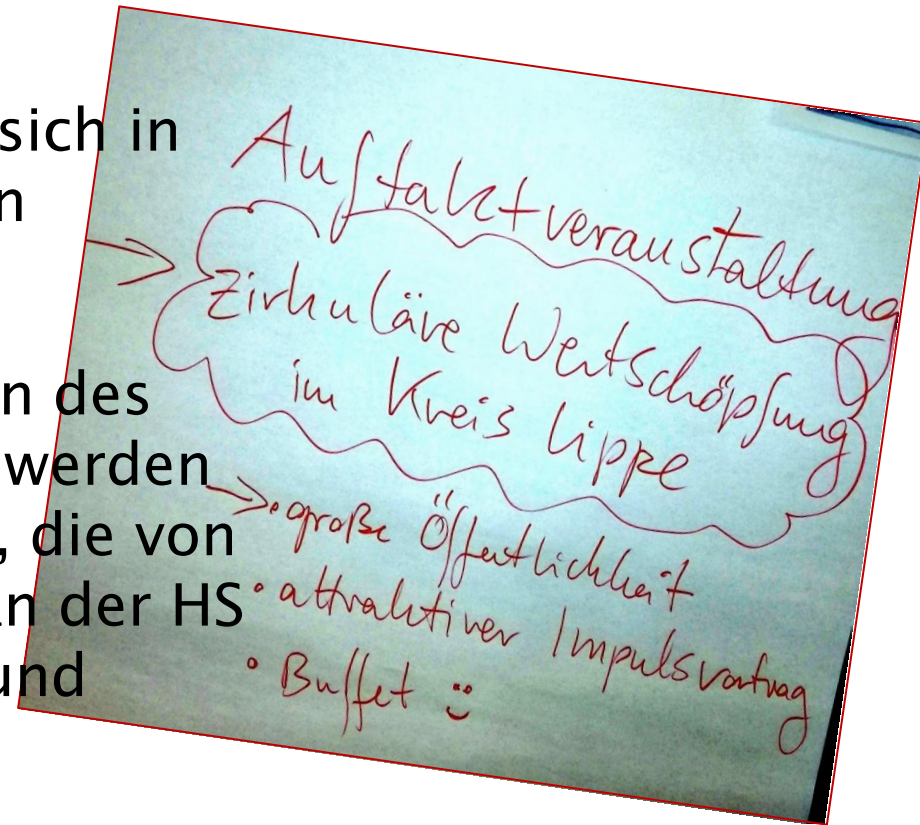 sich in
n
n des
werden
, die von
an der HS
und
Auftaktveranstaltung
Zirkuläre Wertschöpfung
im Kreis Lippe
• große Öffentlichkeit
• attraktiver Impulsvortrag
• Buffet :)